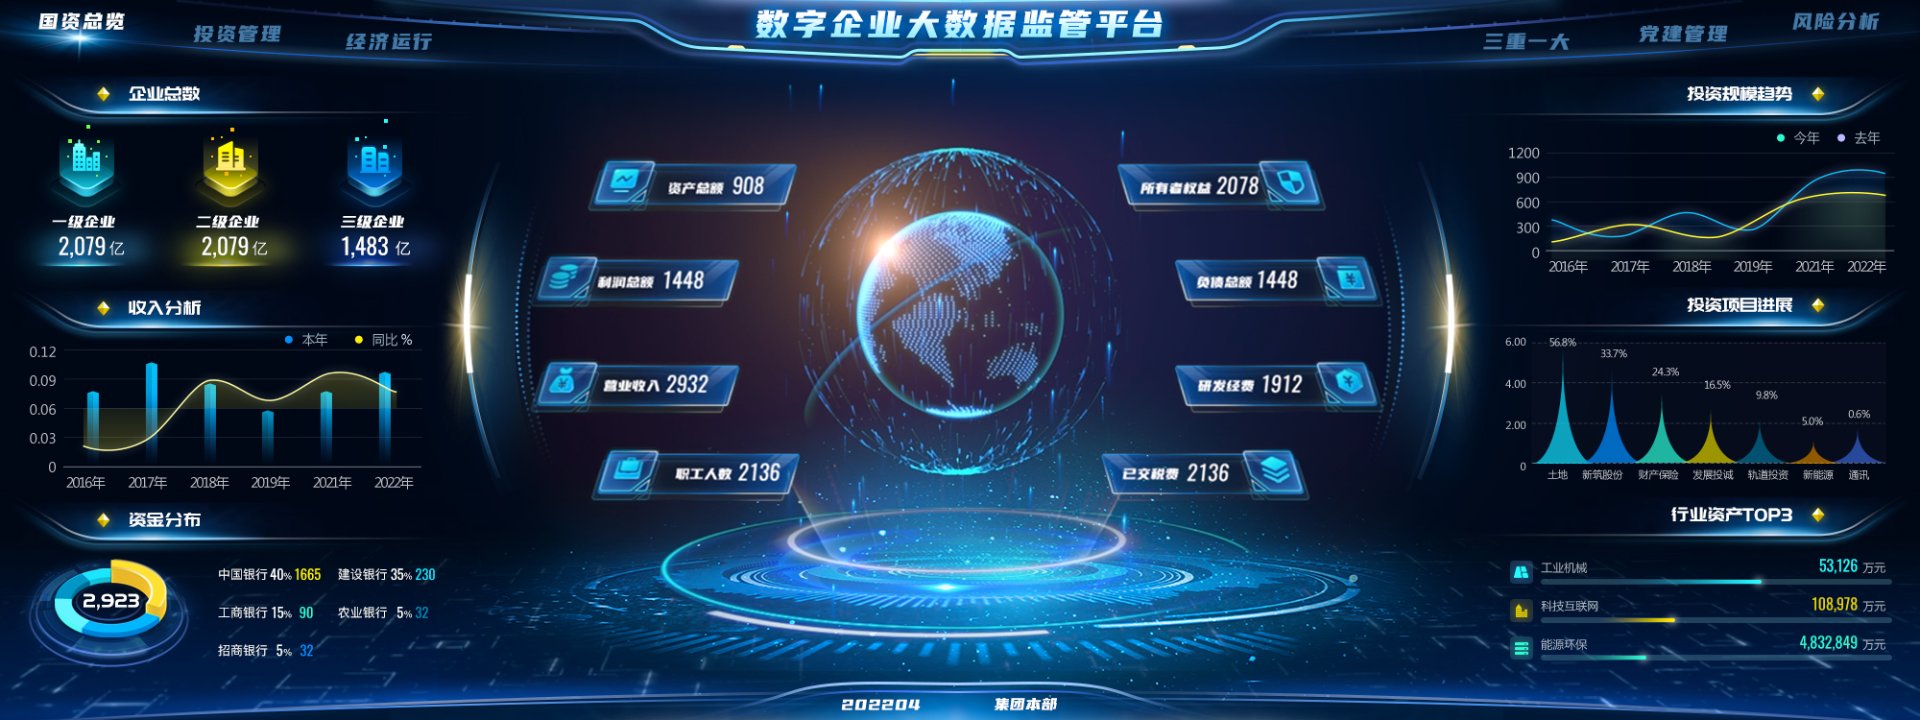 国资总览
投资管理
经济运行
数字企业大数据监管平台
三重一大
党建管理
风险分析
企业总数
一级企业
2,079 亿
二级企业
2,079 亿
三级企业
1,483 亿
收入分析
本年 同比 %
0.12
0.09
0.06
0.03
0
2016年 2017年 2018年 2019年 2021年 2022年
资金分布
2,923
中国银行 40% 1665 建设银行 35% 230
工商银行 15% 90 农业银行 5% 32
招商银行 5% 32
资产总额 908
利润总额 1448
营业收入 2932
职工人数 2136
所有者权益 2078
负债总额 1448
研发经费 1912
已交税费 2136
投资规模趋势
今年 去年
1200
900
600
300
0
2016年 2017年 2018年 2019年 2021年 2022年
投资项目进展
6.00
4.00
2.00
0
56.8% 33.7% 24.3% 16.5% 9.8% 5.0% 0.6%
土地 新筑股份 财产保险 发展投诚 轨道投资 新能源 通讯
行业资产TOP3
工业机械 53,126 万元
科技互联网 108,978 万元
能源环保 4,832,849 万元
202204 集团本部